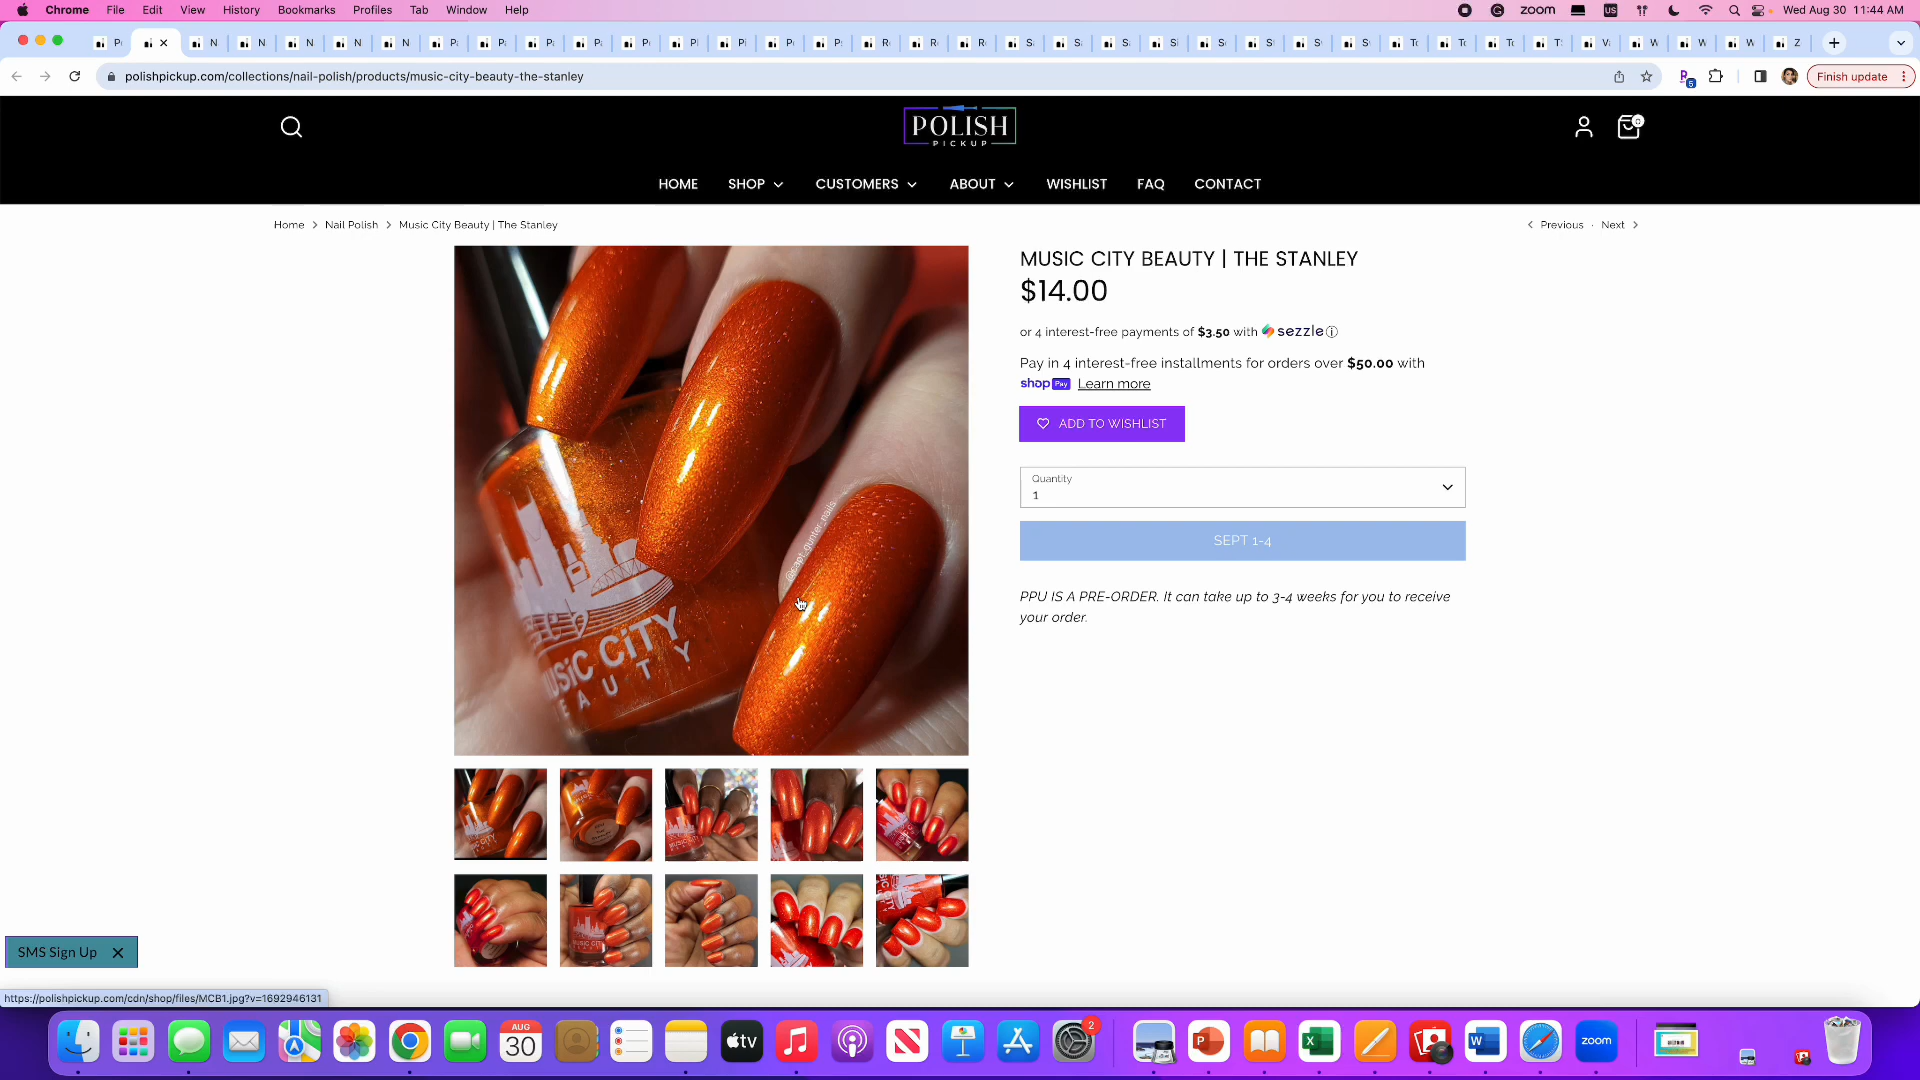 Chrome File Edit View History Bookmarks Profiles Tab Window Help
zoom US Wed Aug 30 11:44 AM
polishpickup.com/collections/nail-polish/products/music-city-beauty-the-stanley
Finish update
POLISH
PICKUP
0
HOME SHOP CUSTOMERS ABOUT WISHLIST FAQ CONTACT
Home > Nail Polish > Music City Beauty | The Stanley
< Previous · Next >
MUSIC CITY BEAUTY | THE STANLEY
$14.00
or 4 interest-free payments of $3.50 with sezzle
Pay in 4 interest-free installments for orders over $50.00 with
shop Pay Learn more
ADD TO WISHLIST
Quantity
1
SEPT 1-4
PPU IS A PRE-ORDER. It can take up to 3-4 weeks for you to receive
your order.
@capt_gunter_nails
MUSiC CiTY
BEAUTY
SMS Sign Up
https://polishpickup.com/cdn/shop/files/MCB1.jpg?v=1692946131
AUG
30
tv
2
zoom